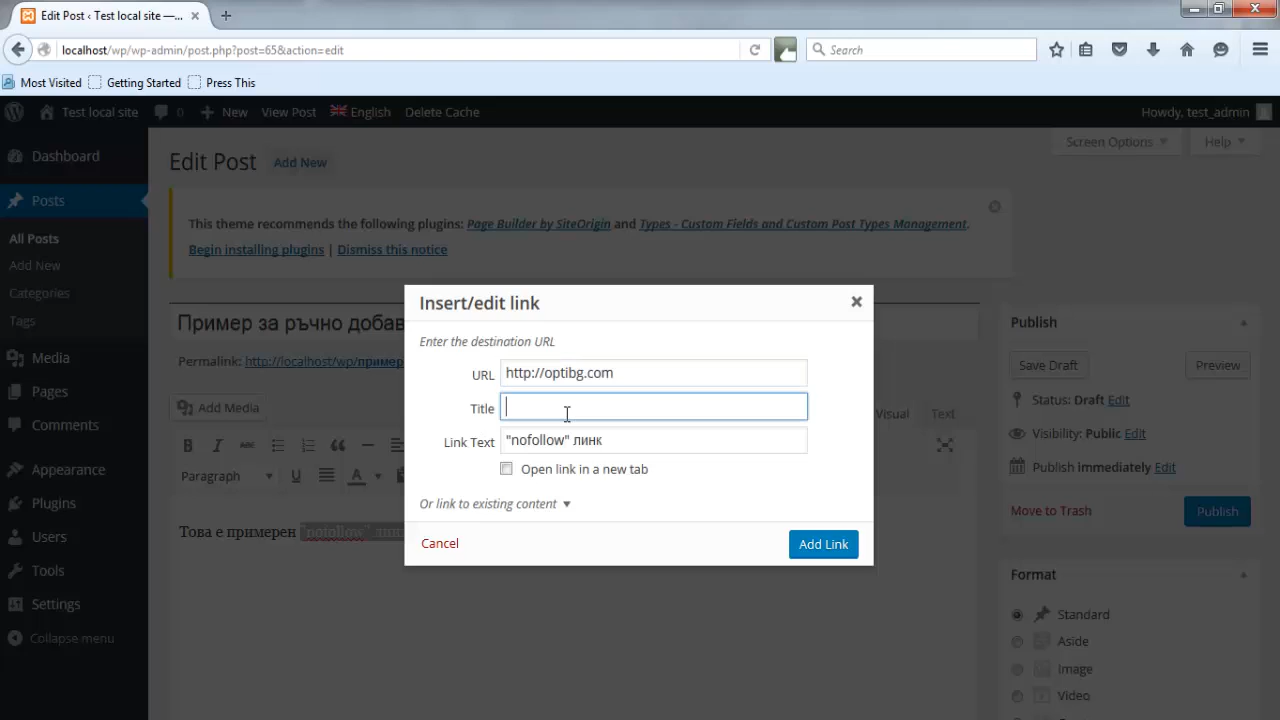 Edit Post ‹ Test local site —...
localhost/wp/wp-admin/post.php?post=65&action=edit
Search
Most Visited Getting Started Press This
Test local site 0 New View Post English Delete Cache Howdy, test_admin
Dashboard
Posts
All Posts
Add New
Categories
Tags
Media
Pages
Comments
Appearance
Plugins
Users
Tools
Settings
Collapse menu
Screen Options Help
Edit Post Add New
This theme recommends the following plugins: Page Builder by SiteOrigin and Types - Custom Fields and Custom Post Types Management.
Begin installing plugins | Dismiss this notice
Пример за ръчно добав
Permalink: http://localhost/wp/пример
Add Media
Visual Text
B I ABC
Paragraph U A
Това е примерен "nofollow" линк
Insert/edit link
Enter the destination URL
URL http://optibg.com
Title
Link Text "nofollow" линк
Open link in a new tab
Or link to existing content
Cancel Add Link
Publish
Save Draft Preview
Status: Draft Edit
Visibility: Public Edit
Publish immediately Edit
Move to Trash Publish
Format
Standard
Aside
Image
Video